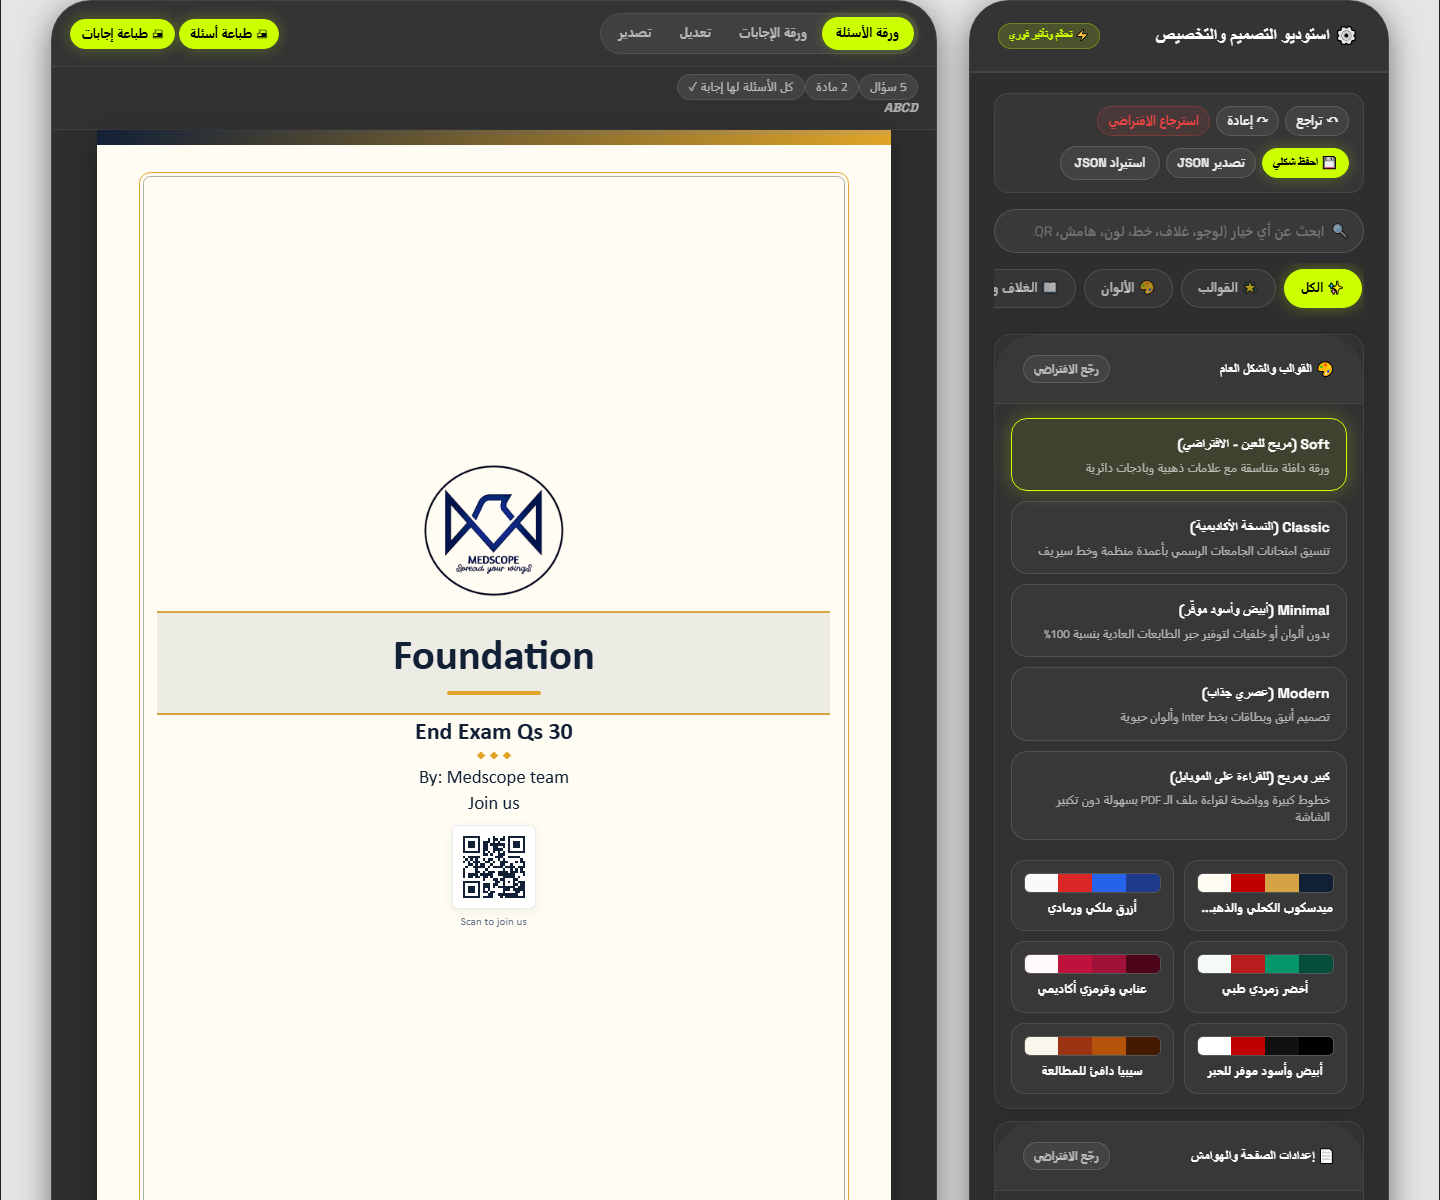 استوديو التصميم والتخصيص
تحكّم وتأثير فوري
تراجع
إعادة
استرجاع الافتراضي
احفظ شكلي
تصدير JSON
استيراد JSON
ابحث عن أي خيار (لوجو، غلاف، خط، لون، هامش، QR.
الكل
القوالب
الألوان
الغلاف و
القوالب والشكل العام
رجّع الافتراضي
Soft (مريح للعين - الافتراضي)
ورقة دافئة متناسقة مع علامات ذهبية وبادجات دائرية
Classic (النسخة الأكاديمية)
تنسيق امتحانات الجامعات الرسمي بأعمدة منظمة وخط سيريف
Minimal (أبيض وأسود موفّر)
بدون ألوان أو خلفيات لتوفير حبر الطابعات العادية بنسبة 100%
Modern (عصري جذاب)
تصميم أنيق وبطاقات بخط Inter وألوان حيوية
كبير ومريح (للقراءة على الموبايل)
خطوط كبيرة وواضحة لقراءة ملف الـ PDF بسهولة دون تكبير
الشاشة
ميدسكوب الكحلي والذهبـ...
أزرق ملكي ورمادي
أخضر زمردي طبي
عنابي وقرمزي أكاديمي
أبيض وأسود موفر للحبر
سيبيا دافئ للمطالعة
إعدادات الصفحة والهوامش
رجّع الافتراضي
ورقة الأسئلة
ورقة الإجابات
تعديل
تصدير
طباعة أسئلة
طباعة إجابات
5 سؤال
2 مادة
كل الأسئلة لها إجابة ✓
ABCD
MEDSCOPE
Spread your wings
Foundation
End Exam Qs 30
By: Medscope team
Join us
Scan to join us